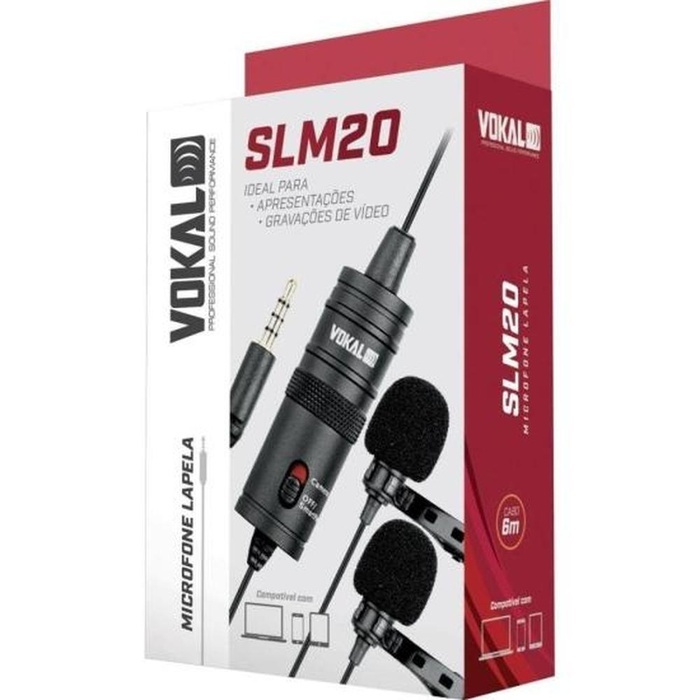 VOKAL
PROFESSIONAL SOUND PERFORMANCE
MICROFONE LAPELA
SLM20
IDEAL PARA
• APRESENTAÇÕES
• GRAVAÇÕES DE VÍDEO
VOKAL
OFF/
Compatível com
VOKAL
PROFESSIONAL SOUND PERFORMANCE
SLM20
MICROFONE LAPELA
CABO
6m
Compatível com